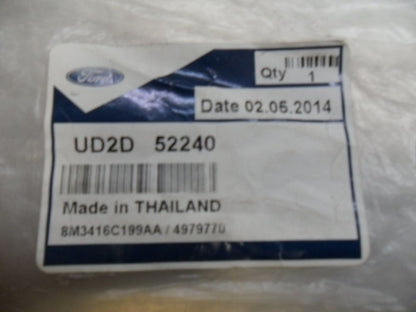 Ford
Qty 1
Date 02.05.2014
UD2D 52240
Made in THAILAND
8M3416C199AA / 4979770